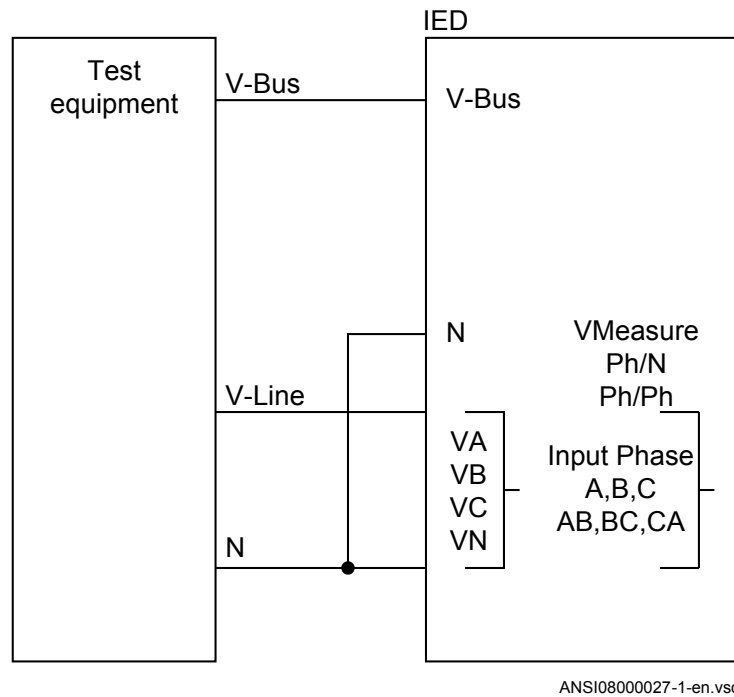 IED
Test
equipment
V-Bus
V-Bus
N
VMeasure
Ph/N
Ph/Ph
V-Line
VA
VB
VC
VN
Input Phase
A,B,C
AB,BC,CA
N
ANSI08000027-1-en.vsd